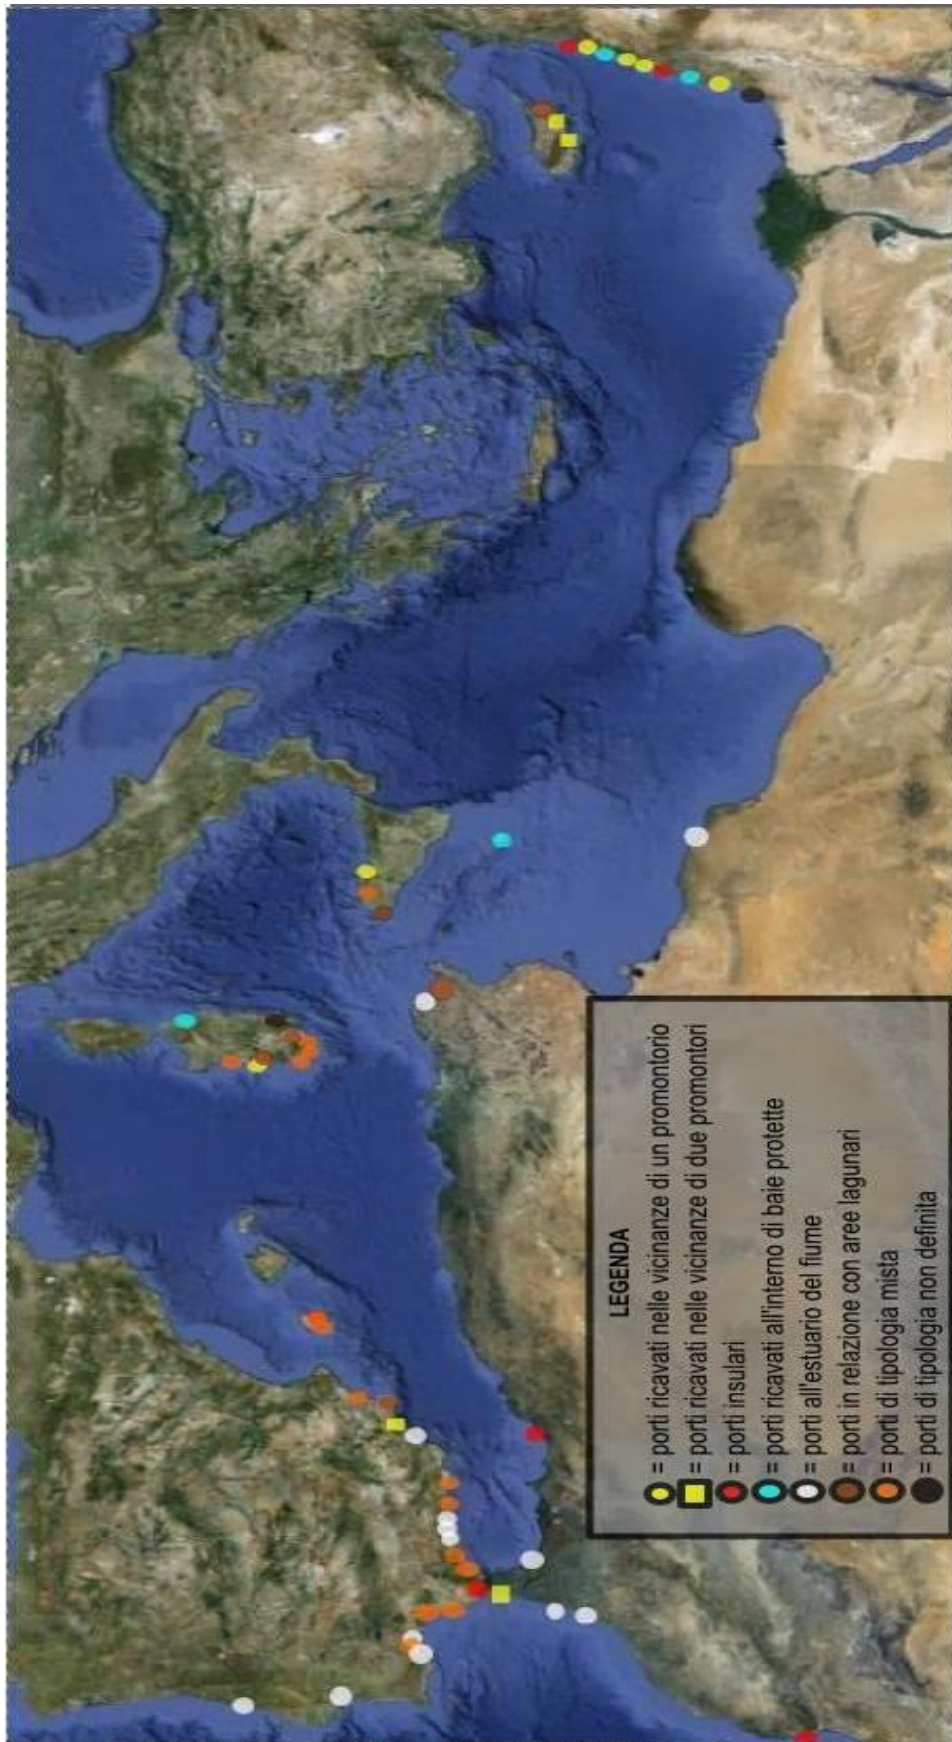 LEGENDA
= porti ricavati nelle vicinanze di un promontorio
= porti ricavati nelle vicinanze di due promontori
= porti insulari
= porti ricavati all'interno di baie protette
= porti all'estuario del fiume
= porti in relazione con aree lagunari
= porti di tipologia mista
= porti di tipologia non definita